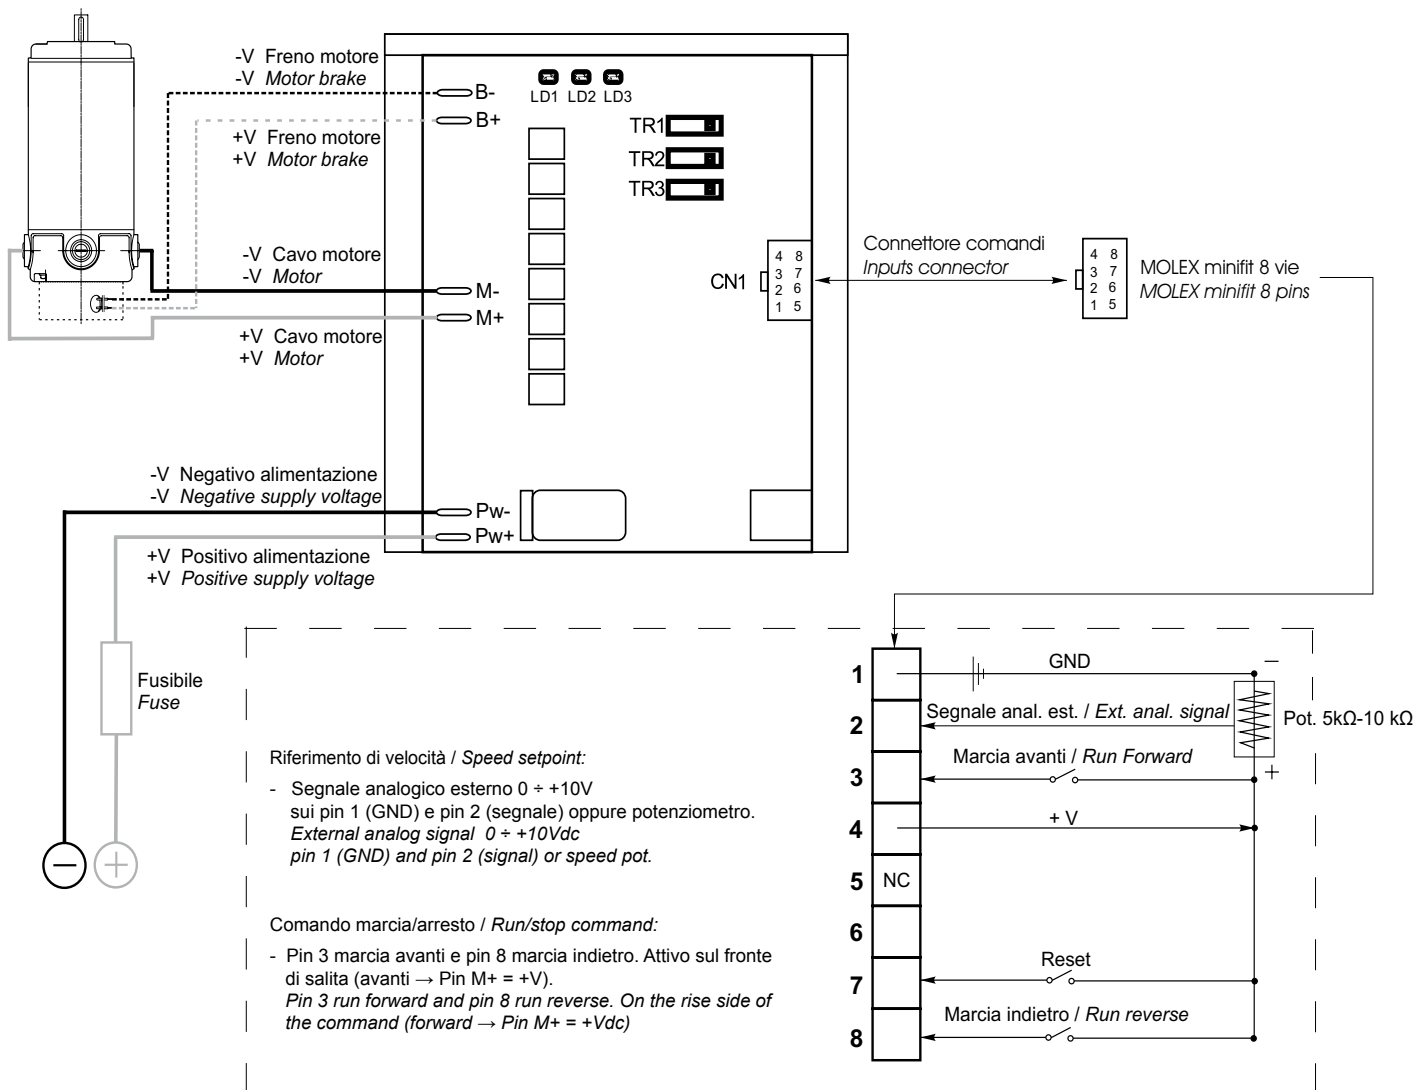 -V Freno motore
-V Motor brake
B-
B+
+V Freno motore
+V Motor brake
LD1 LD2 LD3
TR1
TR2
TR3
-V Cavo motore
-V Motor
M-
M+
+V Cavo motore
+V Motor
CN1
4 8
3 7
2 6
1 5
Connettore comandi
Inputs connector
4 8
3 7
2 6
1 5
MOLEX minifit 8 vie
MOLEX minifit 8 pins
-V Negativo alimentazione
-V Negative supply voltage
Pw-
Pw+
+V Positivo alimentazione
+V Positive supply voltage
Fusibile
Fuse
− +
Riferimento di velocità / Speed setpoint:
- Segnale analogico esterno 0 ÷ +10V
sui pin 1 (GND) e pin 2 (segnale) oppure potenziometro.
External analog signal 0 ÷ +10Vdc
pin 1 (GND) and pin 2 (signal) or speed pot.
Comando marcia/arresto / Run/stop command:
- Pin 3 marcia avanti e pin 8 marcia indietro. Attivo sul fronte
di salita (avanti → Pin M+ = +V).
Pin 3 run forward and pin 8 run reverse. On the rise side of
the command (forward → Pin M+ = +Vdc)
1 GND −
2 Segnale anal. est. / Ext. anal. signal
Pot. 5kΩ-10 kΩ
3 Marcia avanti / Run Forward +
4 + V
5 NC
6
7 Reset
8 Marcia indietro / Run reverse